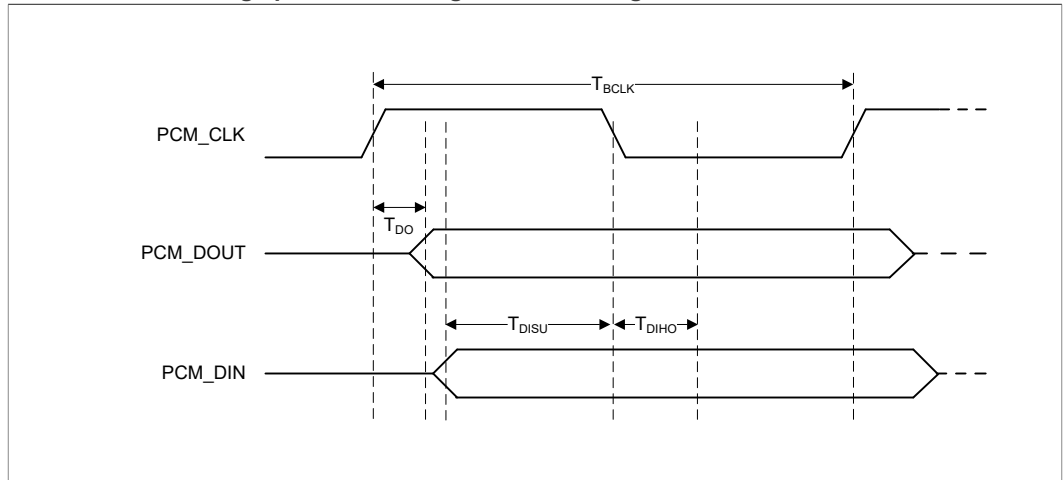 T_BCLK
PCM_CLK
T_DO
PCM_DOUT
T_DISU
T_DIHO
PCM_DIN